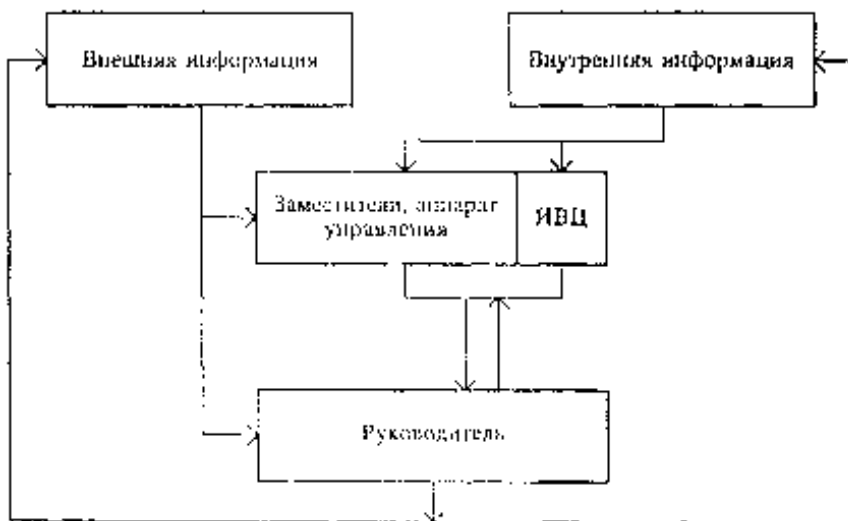 Внешняя информация
Внутренняя информация
Заместители, аппарат
управления
ИВЦ
Руководитель